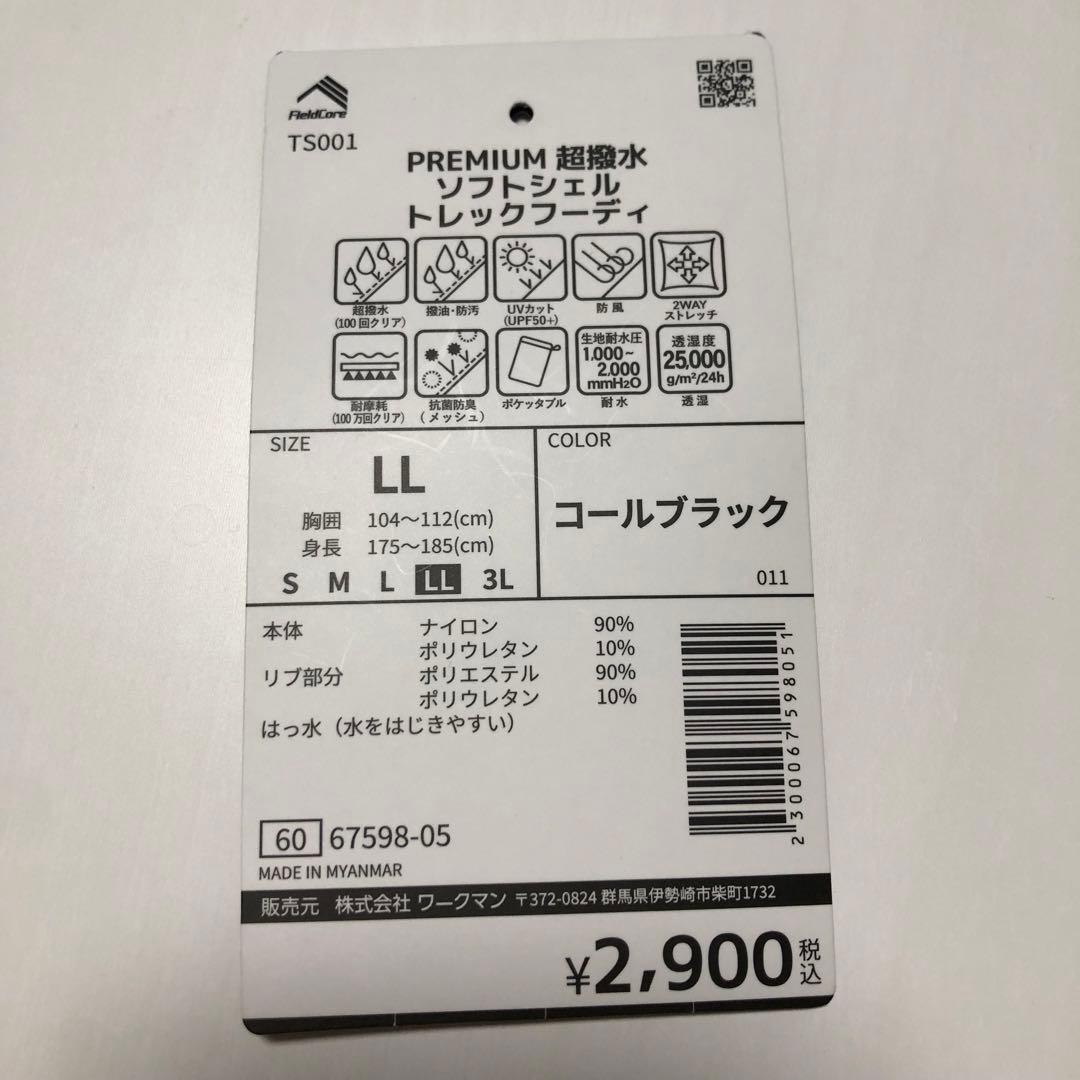 FieldCore
TS001
PREMIUM 超撥水
ソフトシェル
トレックフーディ
超撥水
(100回クリア)
撥油・防汚
UVカット
(UPF50+)
防風
2WAY
ストレッチ
耐摩耗
(100万回クリア)
抗菌防臭
(メッシュ)
ポケッタブル
生地耐水圧
1,000~
2,000
mmH2O
耐水
透湿度
25,000
g/m²/24h
透湿
SIZE
LL
胸囲 104～112(cm)
身長 175～185(cm)
S M L LL 3L
COLOR
コールブラック
011
本体 ナイロン 90%
ポリウレタン 10%
リブ部分 ポリエステル 90%
ポリウレタン 10%
はっ水（水をはじきやすい）
2300067598051
60 67598-05
MADE IN MYANMAR
販売元 株式会社 ワークマン 〒372-0824 群馬県伊勢崎市柴町1732
¥2,900税込